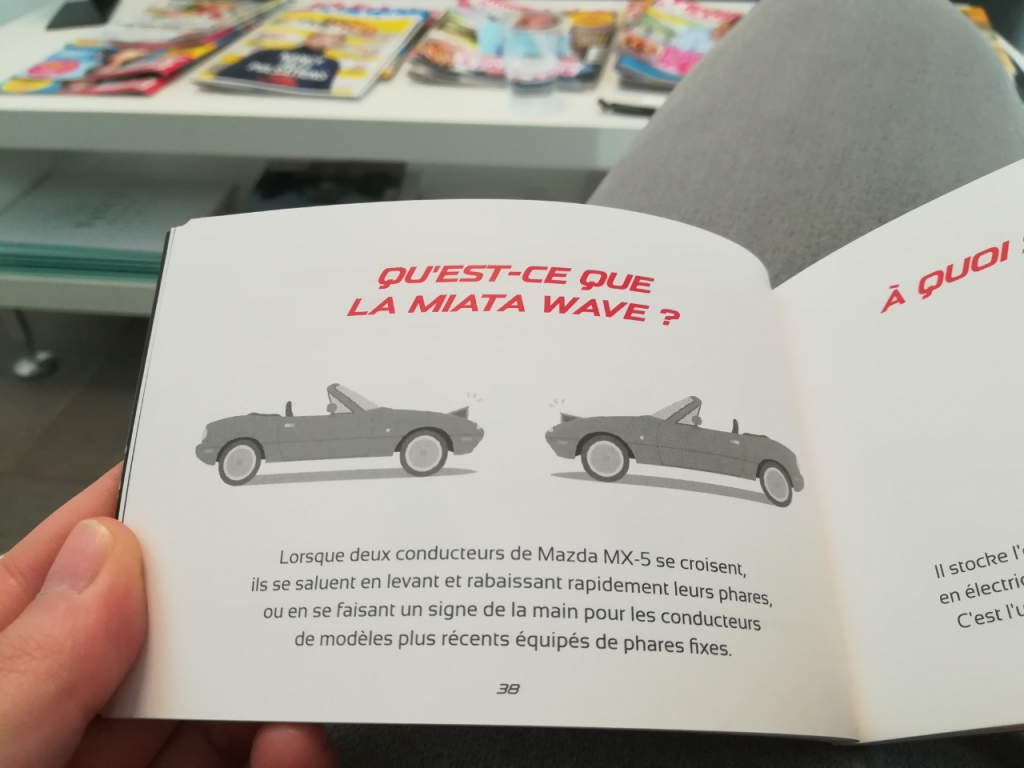 QU'EST-CE QUE
LA MIATA WAVE ?
Lorsque deux conducteurs de Mazda MX-5 se croisent,
ils se saluent en levant et rabaissant rapidement leurs phares,
ou en se faisant un signe de la main pour les conducteurs
de modèles plus récents équipés de phares fixes.
38
À QUOI
Il stocke l'
en électri
C'est l'u